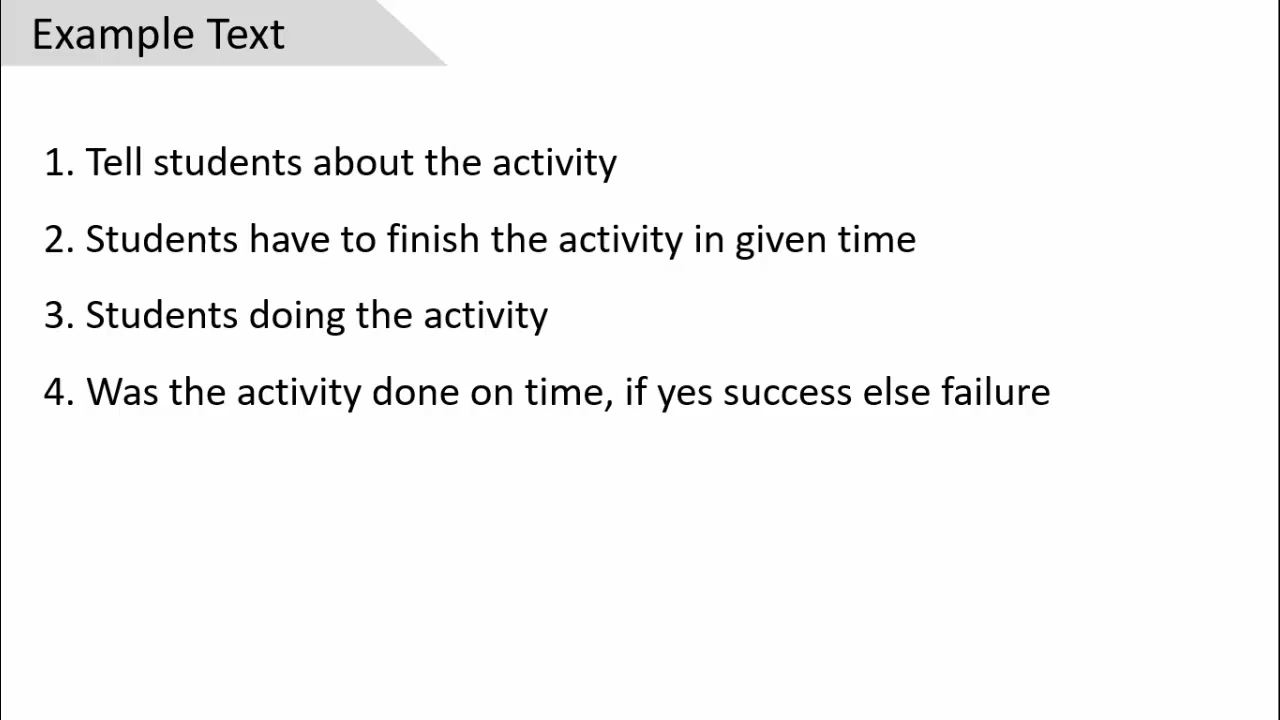 Example Text
1. Tell students about the activity
2. Students have to finish the activity in given time
3. Students doing the activity
4. Was the activity done on time, if yes success else failure